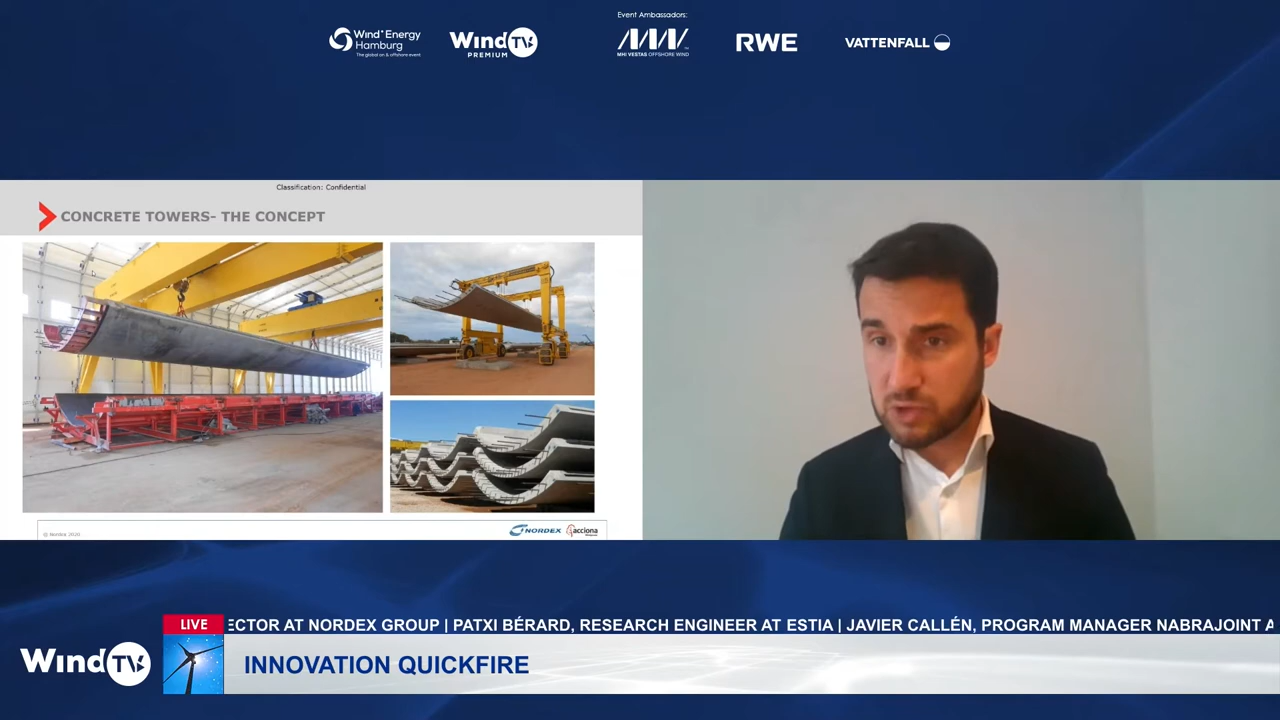 Event Ambassadors:
Wind Energy
Hamburg
The global on & offshore event
WindTV
PREMIUM
MHI VESTAS OFFSHORE WIND
RWE
VATTENFALL
Classification: Confidential
CONCRETE TOWERS- THE CONCEPT
© Nordex 2020
NORDEX
acciona
LIVE
ECTOR AT NORDEX GROUP | PATXI BÉRARD, RESEARCH ENGINEER AT ESTIA | JAVIER CALLÉN, PROGRAM MANAGER NABRAJOINT A
WindTV
INNOVATION QUICKFIRE